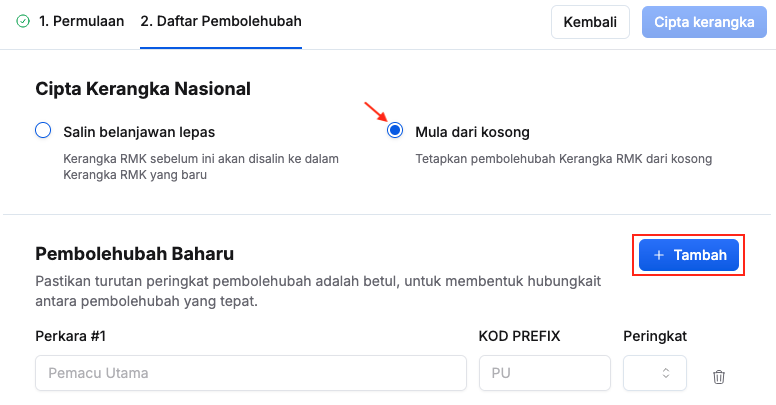 1. Permulaan
2. Daftar Pembolehubah
Kembali
Cipta kerangka
Cipta Kerangka Nasional
Salin belanjawan lepas
Kerangka RMK sebelum ini akan disalin ke dalam
Kerangka RMK yang baru
Mula dari kosong
Tetapkan pembolehubah Kerangka RMK dari kosong
Pembolehubah Baharu
+ Tambah
Pastikan turutan peringkat pembolehubah adalah betul, untuk membentuk hubungkait
antara pembolehubah yang tepat.
Perkara #1
KOD PREFIX
Peringkat
Pemacu Utama
PU